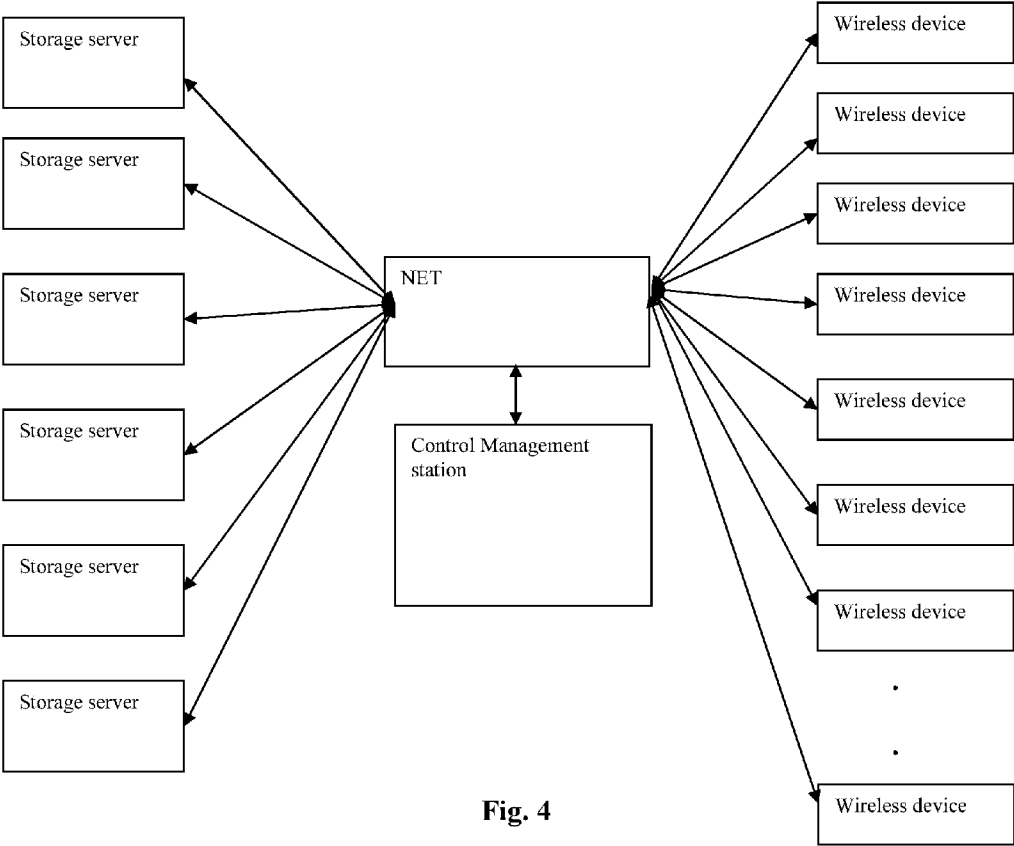 Storage server
Storage server
Storage server
Storage server
Storage server
Storage server
NET
Control Management
station
Wireless device
Wireless device
Wireless device
Wireless device
Wireless device
Wireless device
Wireless device
.
.
Wireless device
Fig. 4